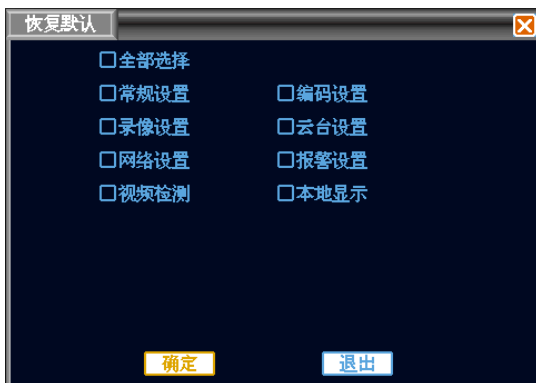 恢复默认
全部选择
常规设置 编码设置
录像设置 云台设置
网络设置 报警设置
视频检测 本地显示
确定 退出